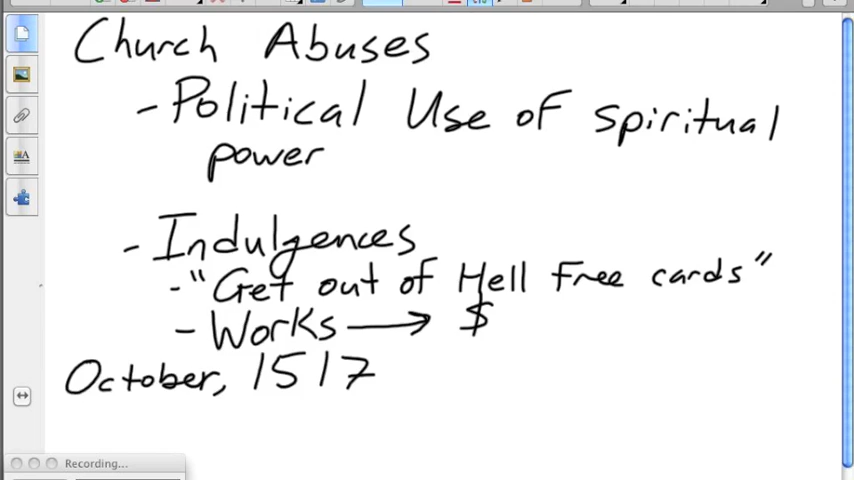 Church Abuses
- Political Use of spiritual
power
- Indulgences
- "Get out of Hell Free cards"
- Works → $
October, 1517
Recording...